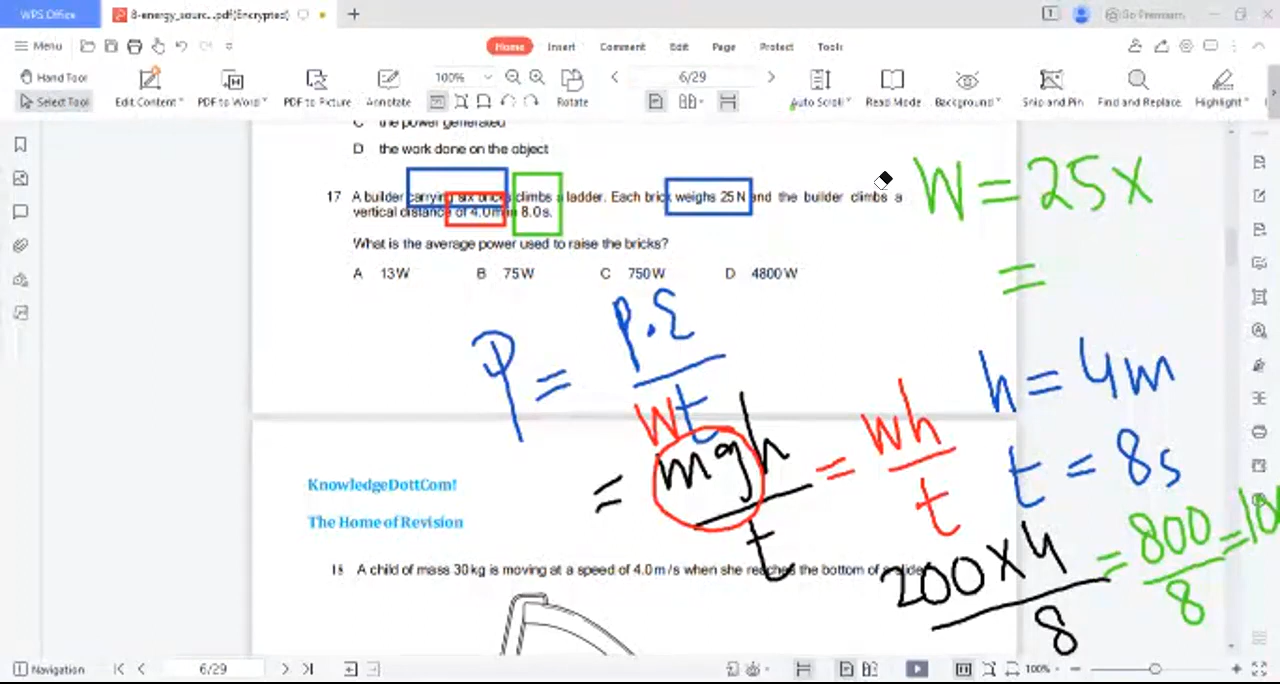 WPS Office
8-energy_sourc...pdf(Encrypted)
Go Premium
Menu
Home Insert Comment Edit Page Protect Tools
Hand Tool
Select Tool
Edit Content
PDF to Word
PDF to Picture
Annotate
100%
Rotate
6/29
Auto Scroll
Read Mode
Background
Snip and Pin
Find and Replace
Highlight
C the power generated
D the work done on the object
17 A builder carrying six bricks climbs a ladder. Each brick weighs 25 N and the builder climbs a
vertical distance of 4.0 m in 8.0 s.
What is the average power used to raise the bricks?
A 13 W B 75 W C 750 W D 4800 W
W = 25 x
=
P = P.E
t
h = 4m
t = 8s
W
= mgh
t
= wh
t
200 x 4
8
= 800
8
= 10
KnowledgeDottCom!
The Home of Revision
18 A child of mass 30 kg is moving at a speed of 4.0 m/s when she reaches the bottom of a slide.
Navigation
6/29
100%